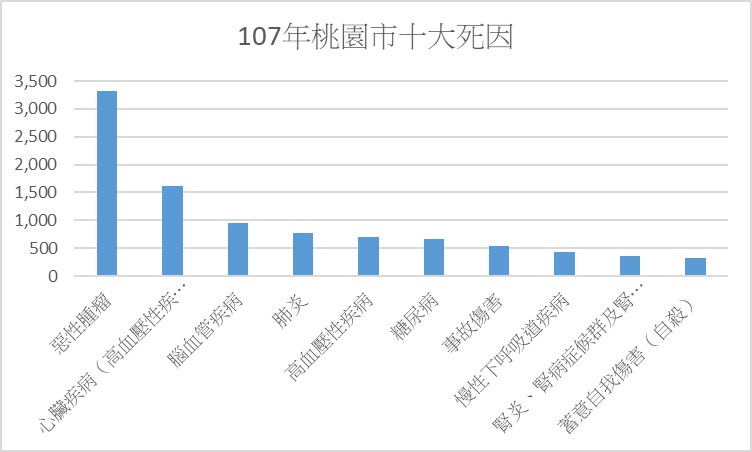 107年桃園市十大死因
3,500
3,000
2,500
2,000
1,500
1,000
500
0
惡性腫瘤
心臟疾病（高血壓性疾…
腦血管疾病
肺炎
高血壓性疾病
糖尿病
事故傷害
慢性下呼吸道疾病
腎炎、腎病症候群及腎…
蓄意自我傷害（自殺）